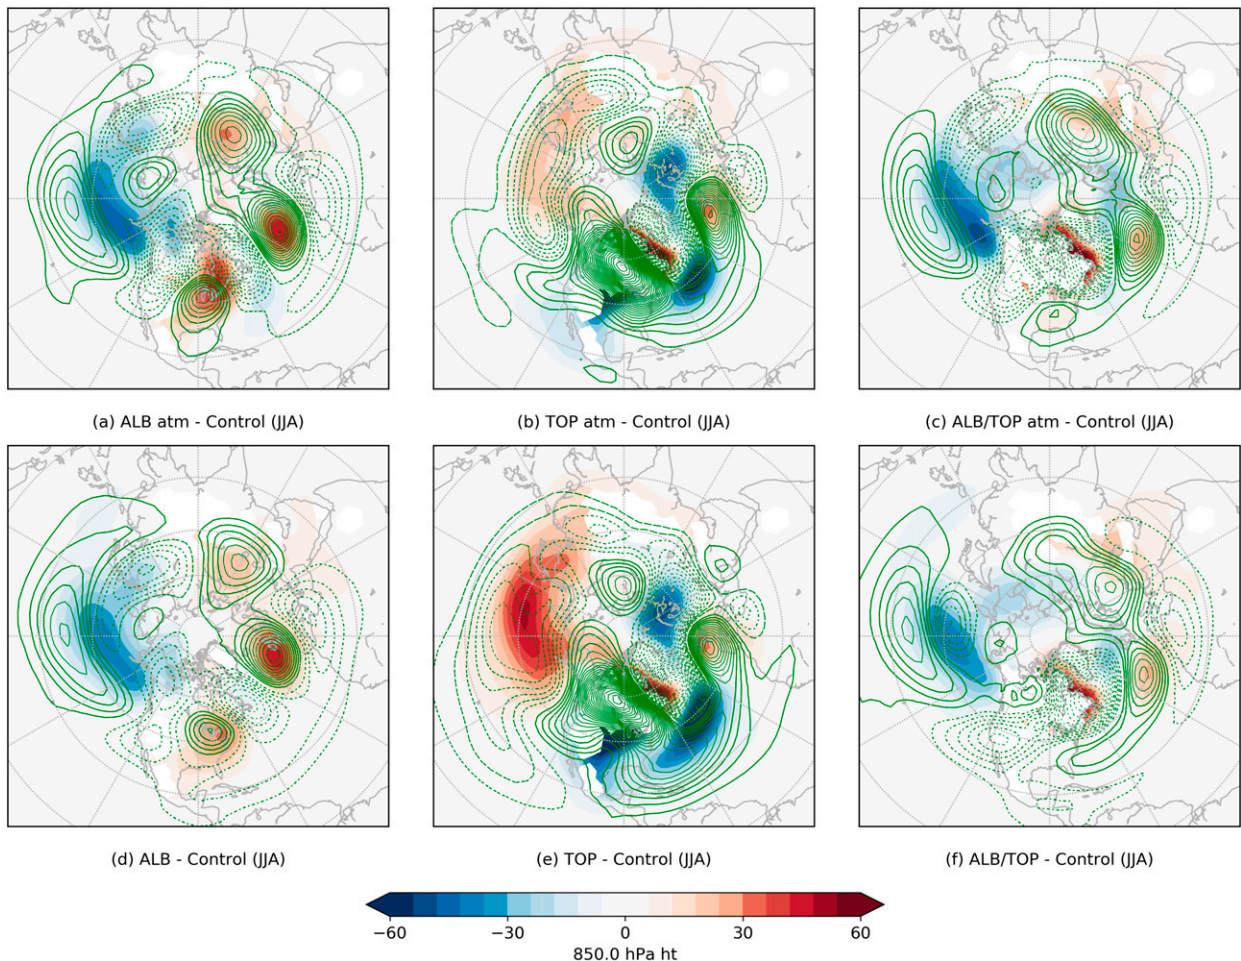 (a) ALB atm - Control (JJA)
(b) TOP atm - Control (JJA)
(c) ALB/TOP atm - Control (JJA)
(d) ALB - Control (JJA)
(e) TOP - Control (JJA)
(f) ALB/TOP - Control (JJA)
−60 −30 0 30 60
850.0 hPa ht